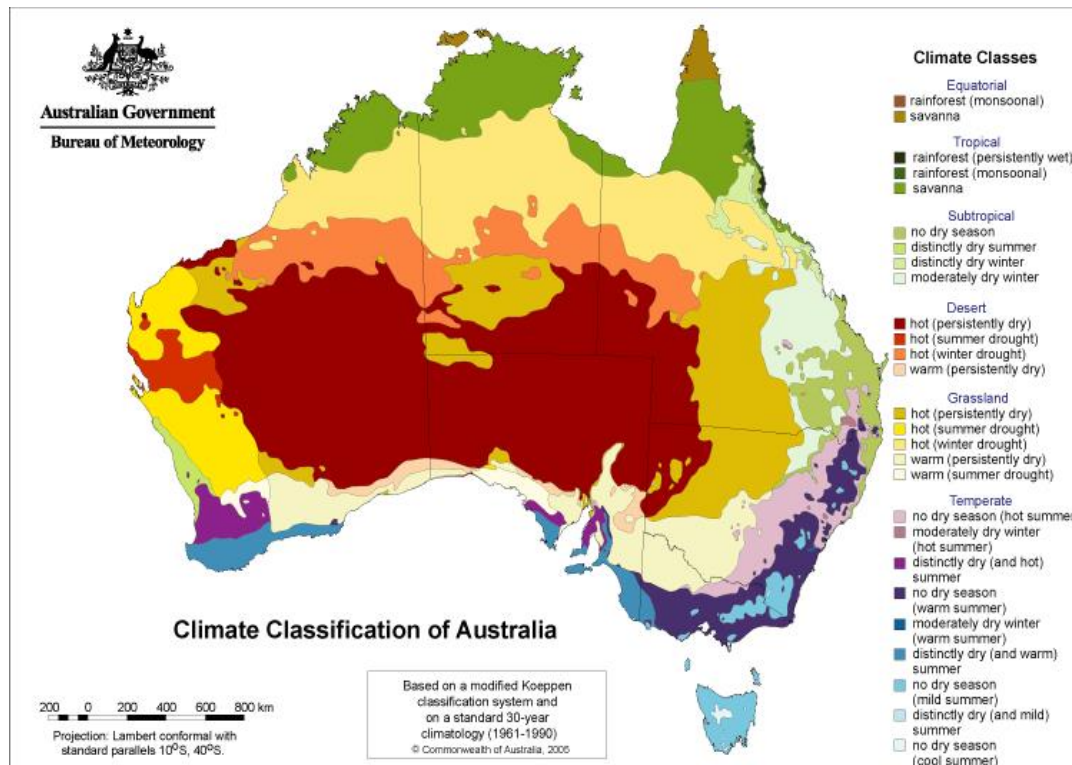 Australian Government
Bureau of Meteorology
Climate Classes
Equatorial
rainforest (monsoonal)
savanna
Tropical
rainforest (persistently wet)
rainforest (monsoonal)
savanna
Subtropical
no dry season
distinctly dry summer
distinctly dry winter
moderately dry winter
Desert
hot (persistently dry)
hot (summer drought)
hot (winter drought)
warm (persistently dry)
Grassland
hot (persistently dry)
hot (summer drought)
hot (winter drought)
warm (persistently dry)
warm (summer drought)
Temperate
no dry season (hot summer
moderately dry winter
(hot summer)
distinctly dry (and hot)
summer
no dry season
(warm summer)
moderately dry winter
(warm summer)
distinctly dry (and warm)
summer
no dry season
(mild summer)
distinctly dry (and mild)
summer
no dry season
(cool summer)
Climate Classification of Australia
Based on a modified Koeppen
classification system and
on a standard 30-year
climatology (1961-1990)
© Commonwealth of Australia, 2005
200 0 200 400 600 800 km
Projection: Lambert conformal with
standard parallels 10°S, 40°S.